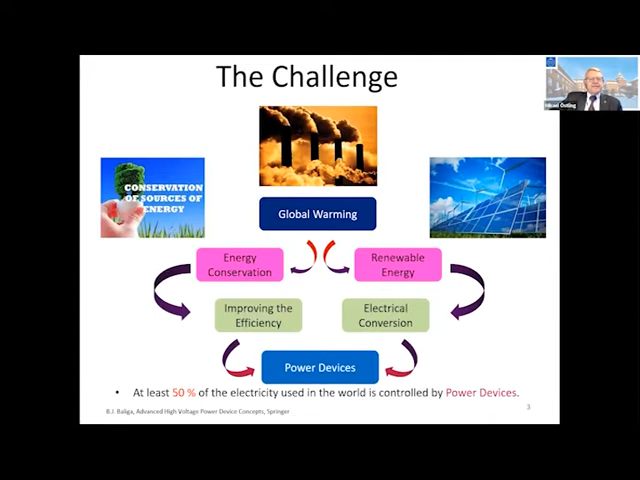 The Challenge
Mikael Östling
CONSERVATION
OF SOURCES OF
ENERGY
Global Warming
Energy
Conservation
Renewable
Energy
Improving the
Efficiency
Electrical
Conversion
Power Devices
• At least 50 % of the electricity used in the world is controlled by Power Devices.
B.J. Baliga, Advanced High Voltage Power Device Concepts, Springer
3